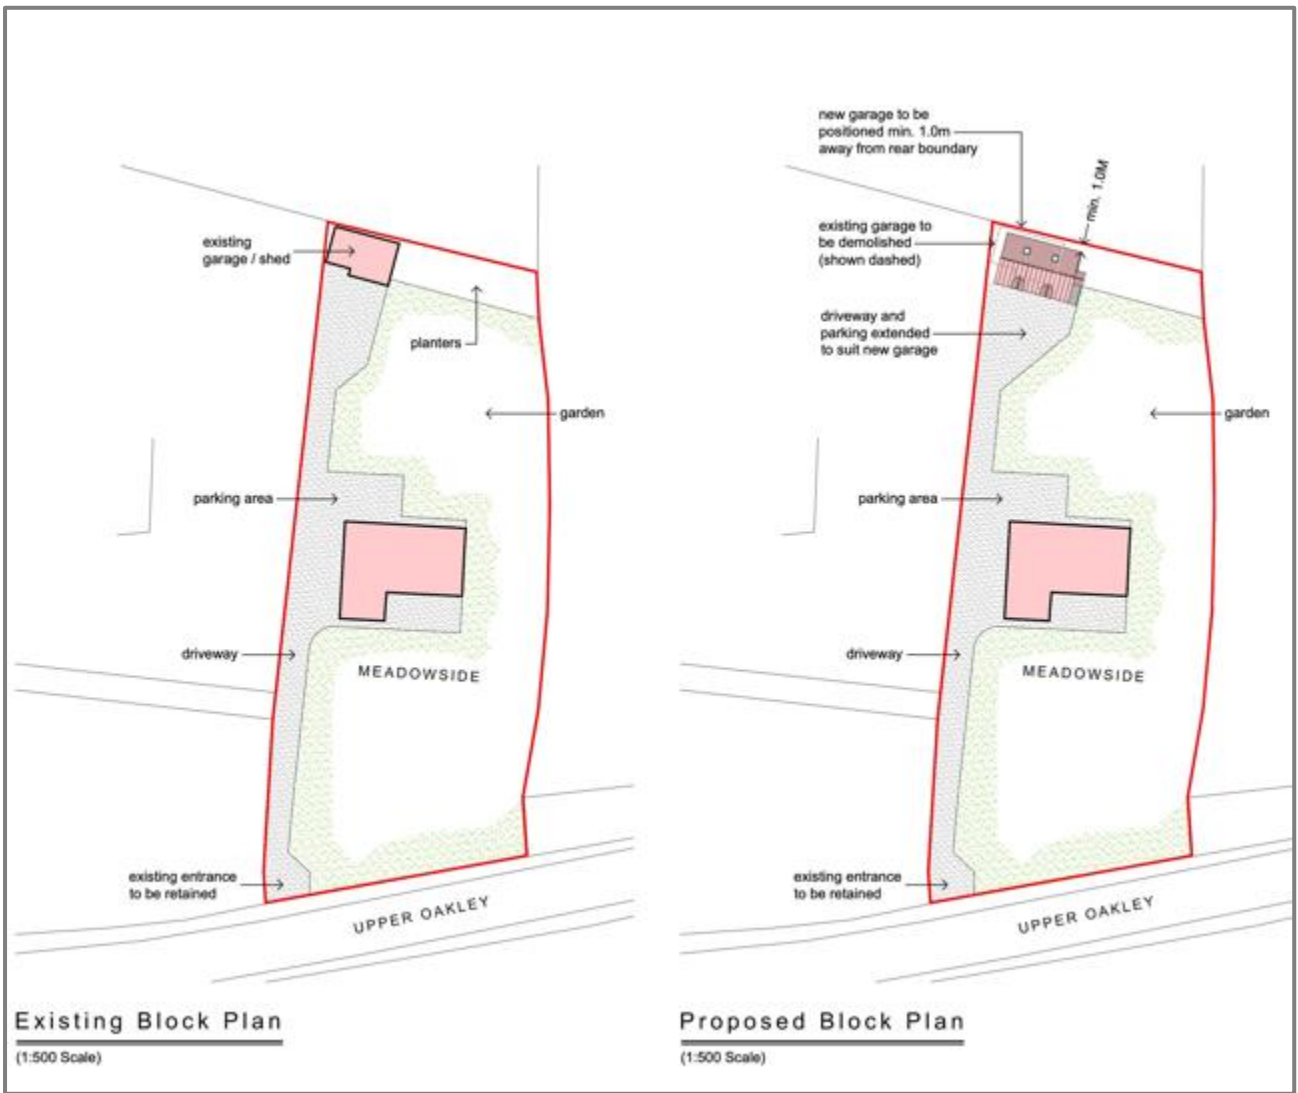 existing
garage / shed
planters
garden
parking area
driveway
MEADOWSIDE
existing entrance
to be retained
UPPER OAKLEY
Existing Block Plan
(1:500 Scale)
new garage to be
positioned min. 1.0m
away from rear boundary
min. 1.0M
existing garage to
be demolished
(shown dashed)
driveway and
parking extended
to suit new garage
garden
parking area
driveway
MEADOWSIDE
existing entrance
to be retained
UPPER OAKLEY
Proposed Block Plan
(1:500 Scale)